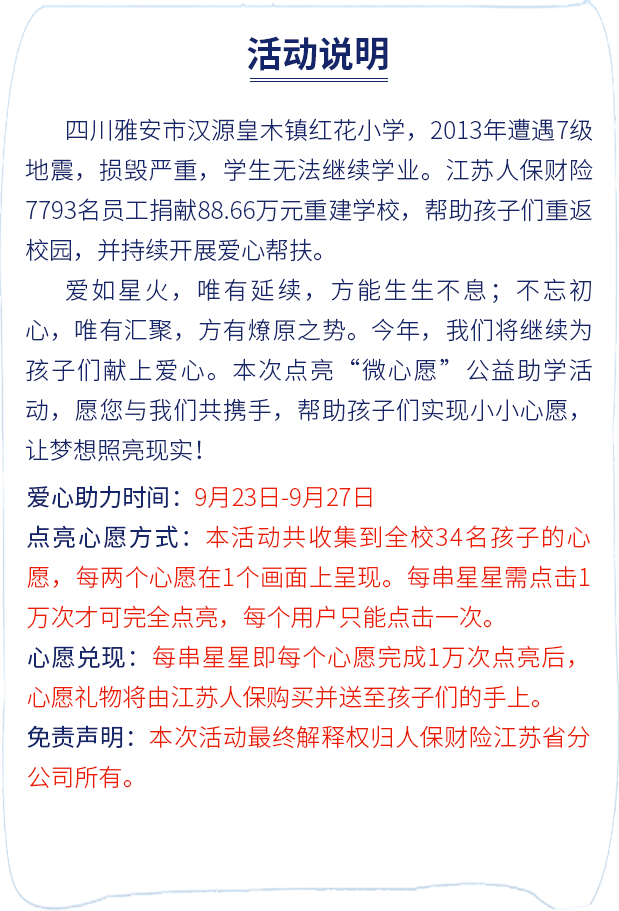 活动说明
四川雅安市汉源皇木镇红花小学，2013年遭遇7级
地震，损毁严重，学生无法继续学业。江苏人保财险
7793名员工捐献88.66万元重建学校，帮助孩子们重返
校园，并持续开展爱心帮扶。
爱如星火，唯有延续，方能生生不息；不忘初
心，唯有汇聚，方有燎原之势。今年，我们将继续为
孩子们献上爱心。本次点亮“微心愿”公益助学活
动，愿您与我们共携手，帮助孩子们实现小小心愿，
让梦想照亮现实！
爱心助力时间：9月23日-9月27日
点亮心愿方式：本活动共收集到全校34名孩子的心
愿，每两个心愿在1个画面上呈现。每串星星需点击1
万次才可完全点亮，每个用户只能点击一次。
心愿兑现：每串星星即每个心愿完成1万次点亮后，
心愿礼物将由江苏人保购买并送至孩子们的手上。
免责声明：本次活动最终解释权归人保财险江苏省分
公司所有。